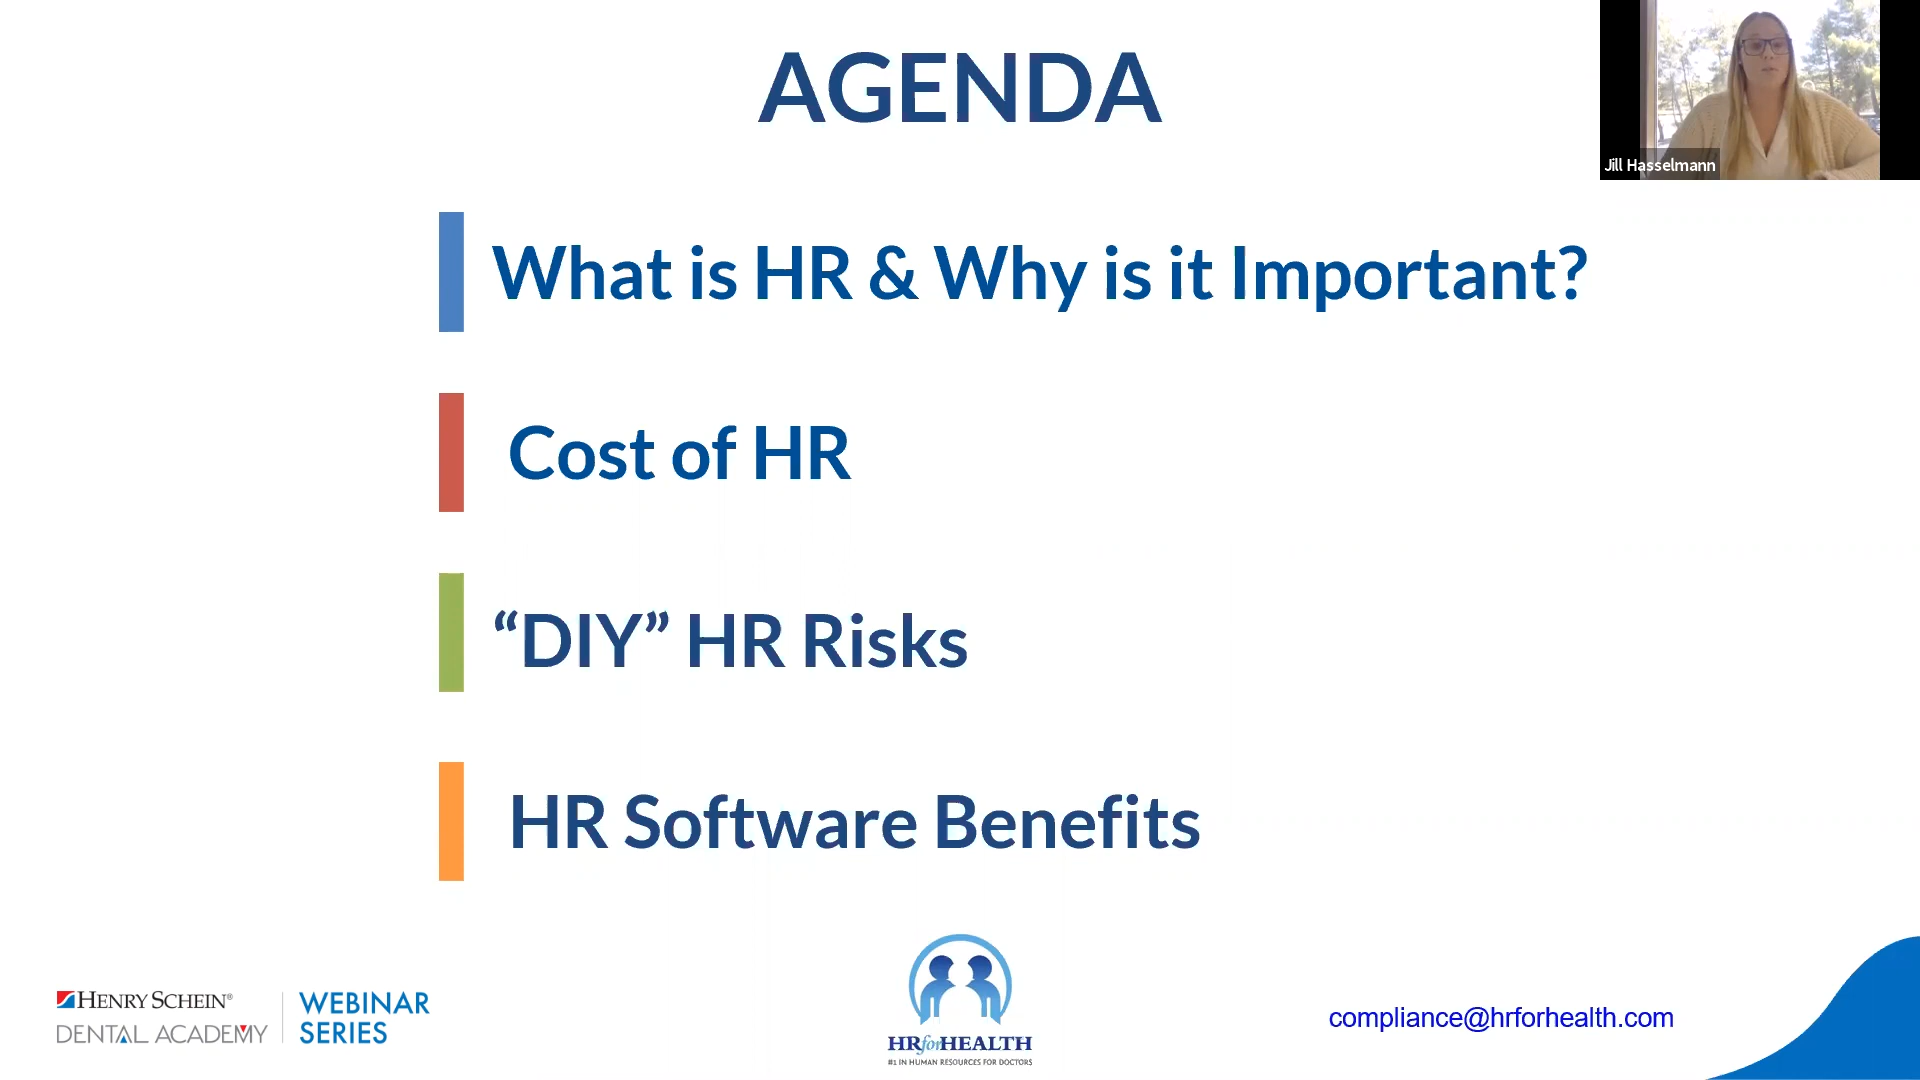 AGENDA
Jill Hasselmann
What is HR & Why is it Important?
Cost of HR
“DIY” HR Risks
HR Software Benefits
HENRY SCHEIN®
DENTAL ACADEMY
WEBINAR
SERIES
HRforHEALTH
#1 IN HUMAN RESOURCES FOR DOCTORS
compliance@hrforhealth.com